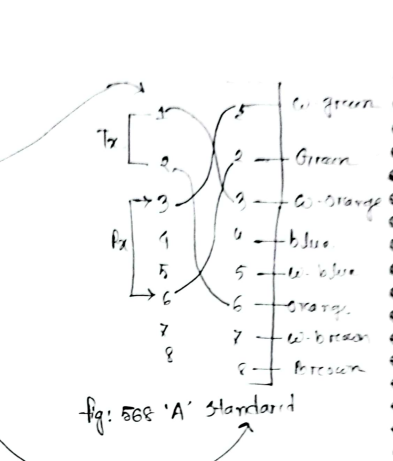 1 1 w-green
Tx
2 2 Green
3 3 w-orange
Rx 4 4 blue
5 5 w-blue
6 6 orange
7 7 w-brown
8 8 Brown
fig: 568 'A' Standard